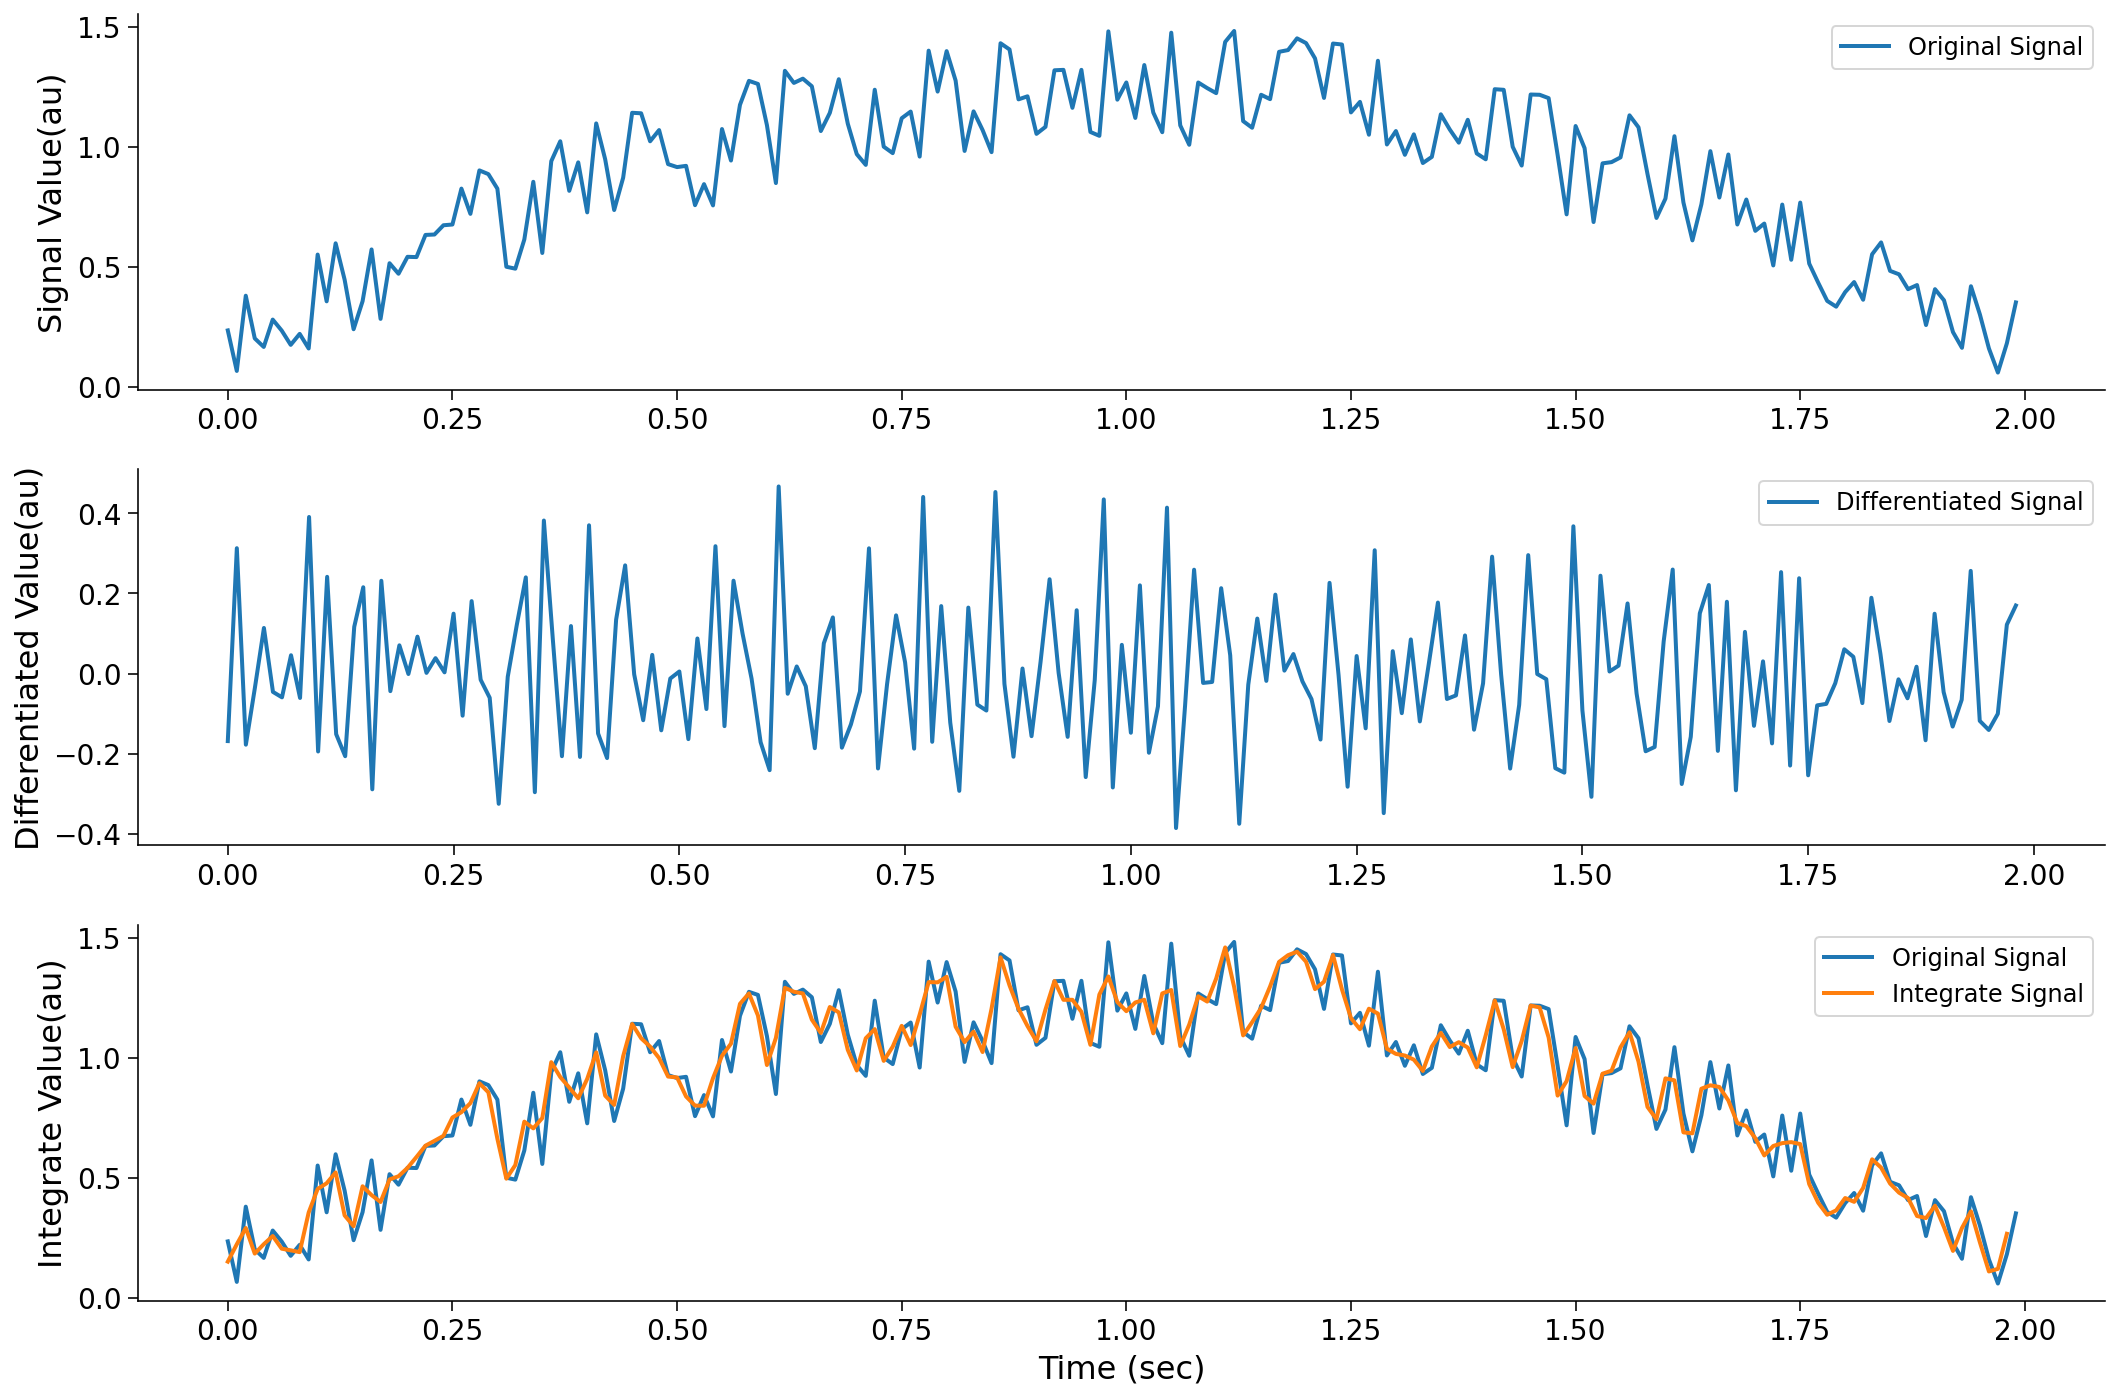 Signal Value(au)
1.5
1.0
0.5
0.0
Original Signal
0.00 0.25 0.50 0.75 1.00 1.25 1.50 1.75 2.00
Differentiated Value(au)
0.4
0.2
0.0
−0.2
−0.4
Differentiated Signal
0.00 0.25 0.50 0.75 1.00 1.25 1.50 1.75 2.00
Integrate Value(au)
1.5
1.0
0.5
0.0
Original Signal
Integrate Signal
0.00 0.25 0.50 0.75 1.00 1.25 1.50 1.75 2.00
Time (sec)